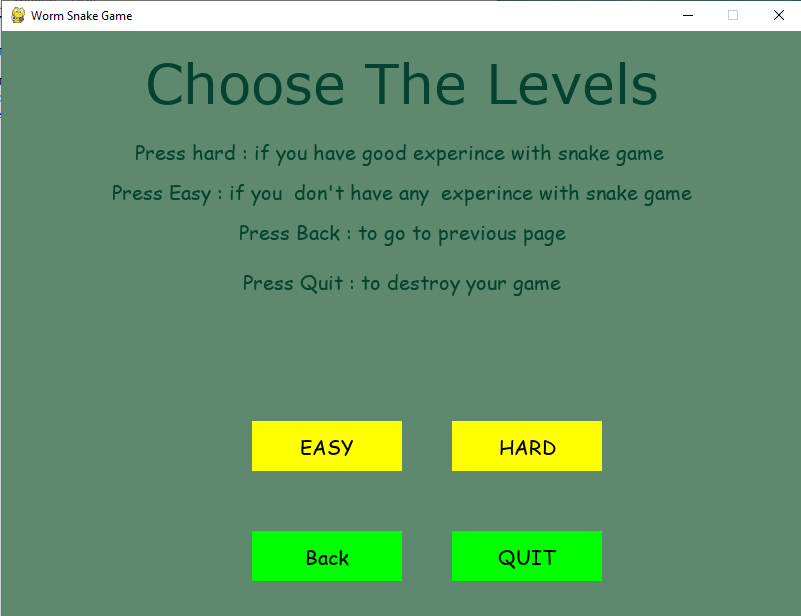 Worm Snake Game
Choose The Levels
Press hard : if you have good experince with snake game
Press Easy : if you  don't have any  experince with snake game
Press Back : to go to previous page
Press Quit : to destroy your game
EASY
HARD
Back
QUIT